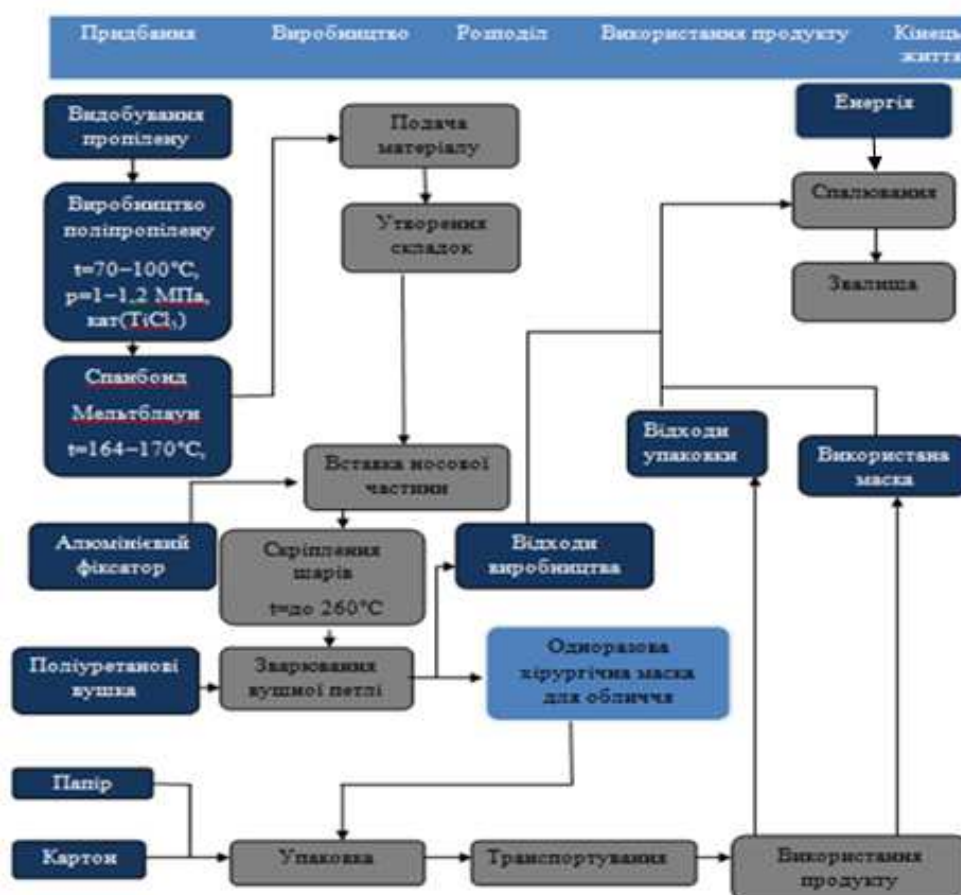 Придбання
Виробництво
Розподіл
Використання продукту
Кінець
життя
Видобування
пропілену
Виробництво
поліпропілену
t=70−100°C,
p=1−1,2 МПа,
кат(TiCl₃)
Спанбонд
Мельтблаун
t=164−170°C,
Подача
матеріалу
Утворення
складок
Енергія
Спалювання
Звалища
Вставка носової
частини
Відходи
упаковки
Використана
маска
Алюмінієвий
фіксатор
Скріплення
шарів
t=до 260°C
Відходи
виробництва
Поліуретанові
вушка
Зварювання
вушної петлі
Одноразова
хірургічна маска
для обличчя
Папір
Картон
Упаковка
Транспортування
Використання
продукту